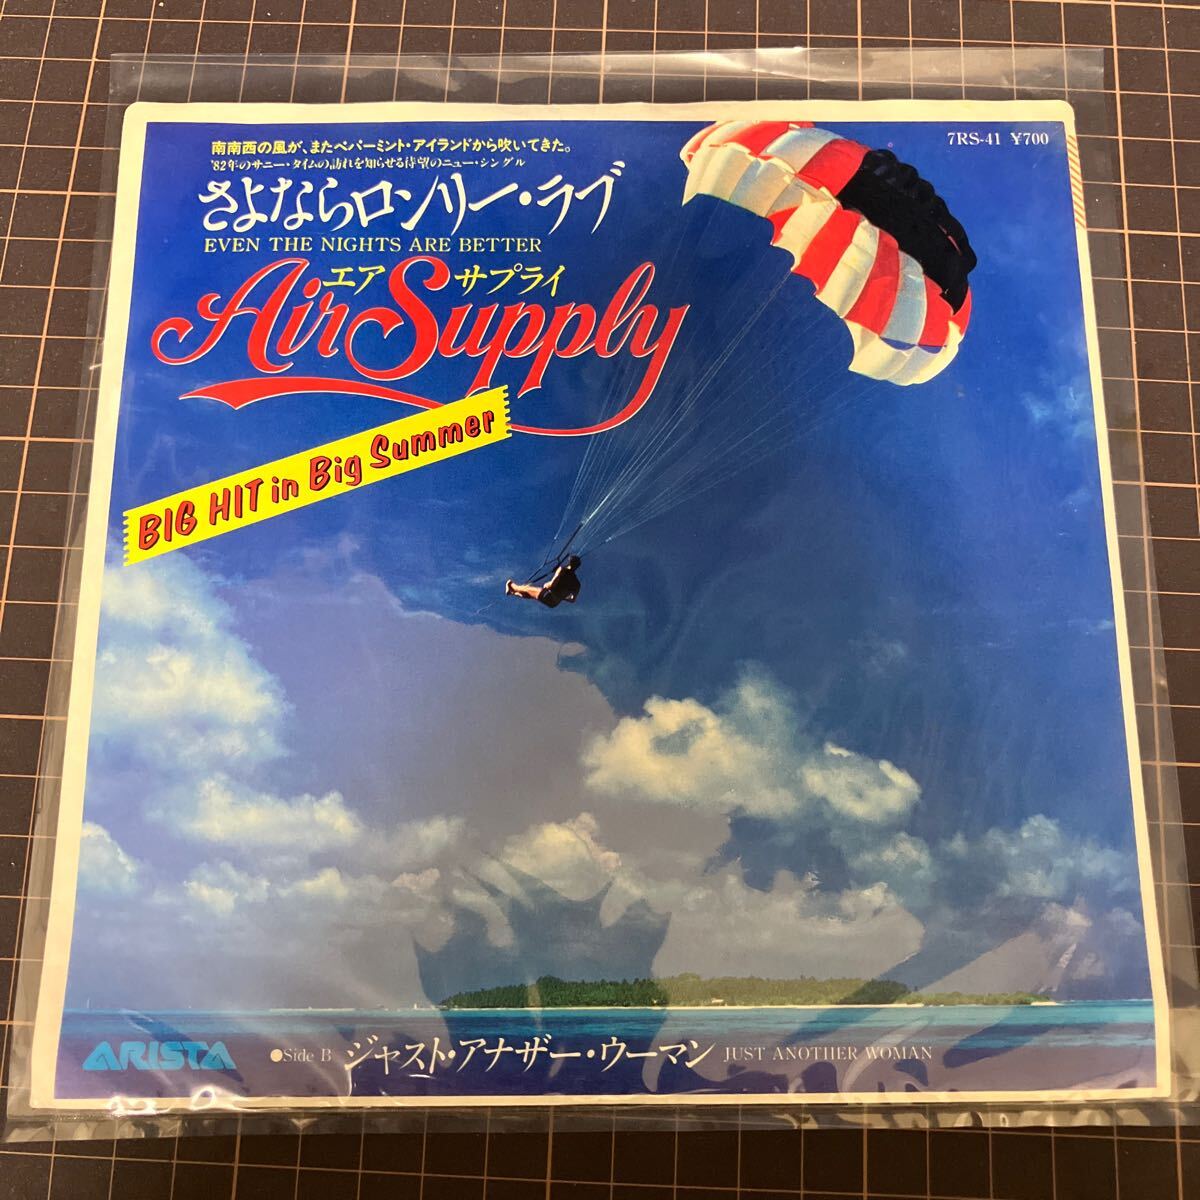 南南西の風が、またペパーミント・アイランドから吹いてきた。
7RS-41 ¥700
'82年のサニー・タイムの訪れを知らせる待望のニュー・シングル
さよならロンリー・ラブ
EVEN THE NIGHTS ARE BETTER
エア サプライ
Air Supply
BIG HIT in Big Summer
ARISTA
●Side B ジャスト・アナザー・ウーマン JUST ANOTHER WOMAN